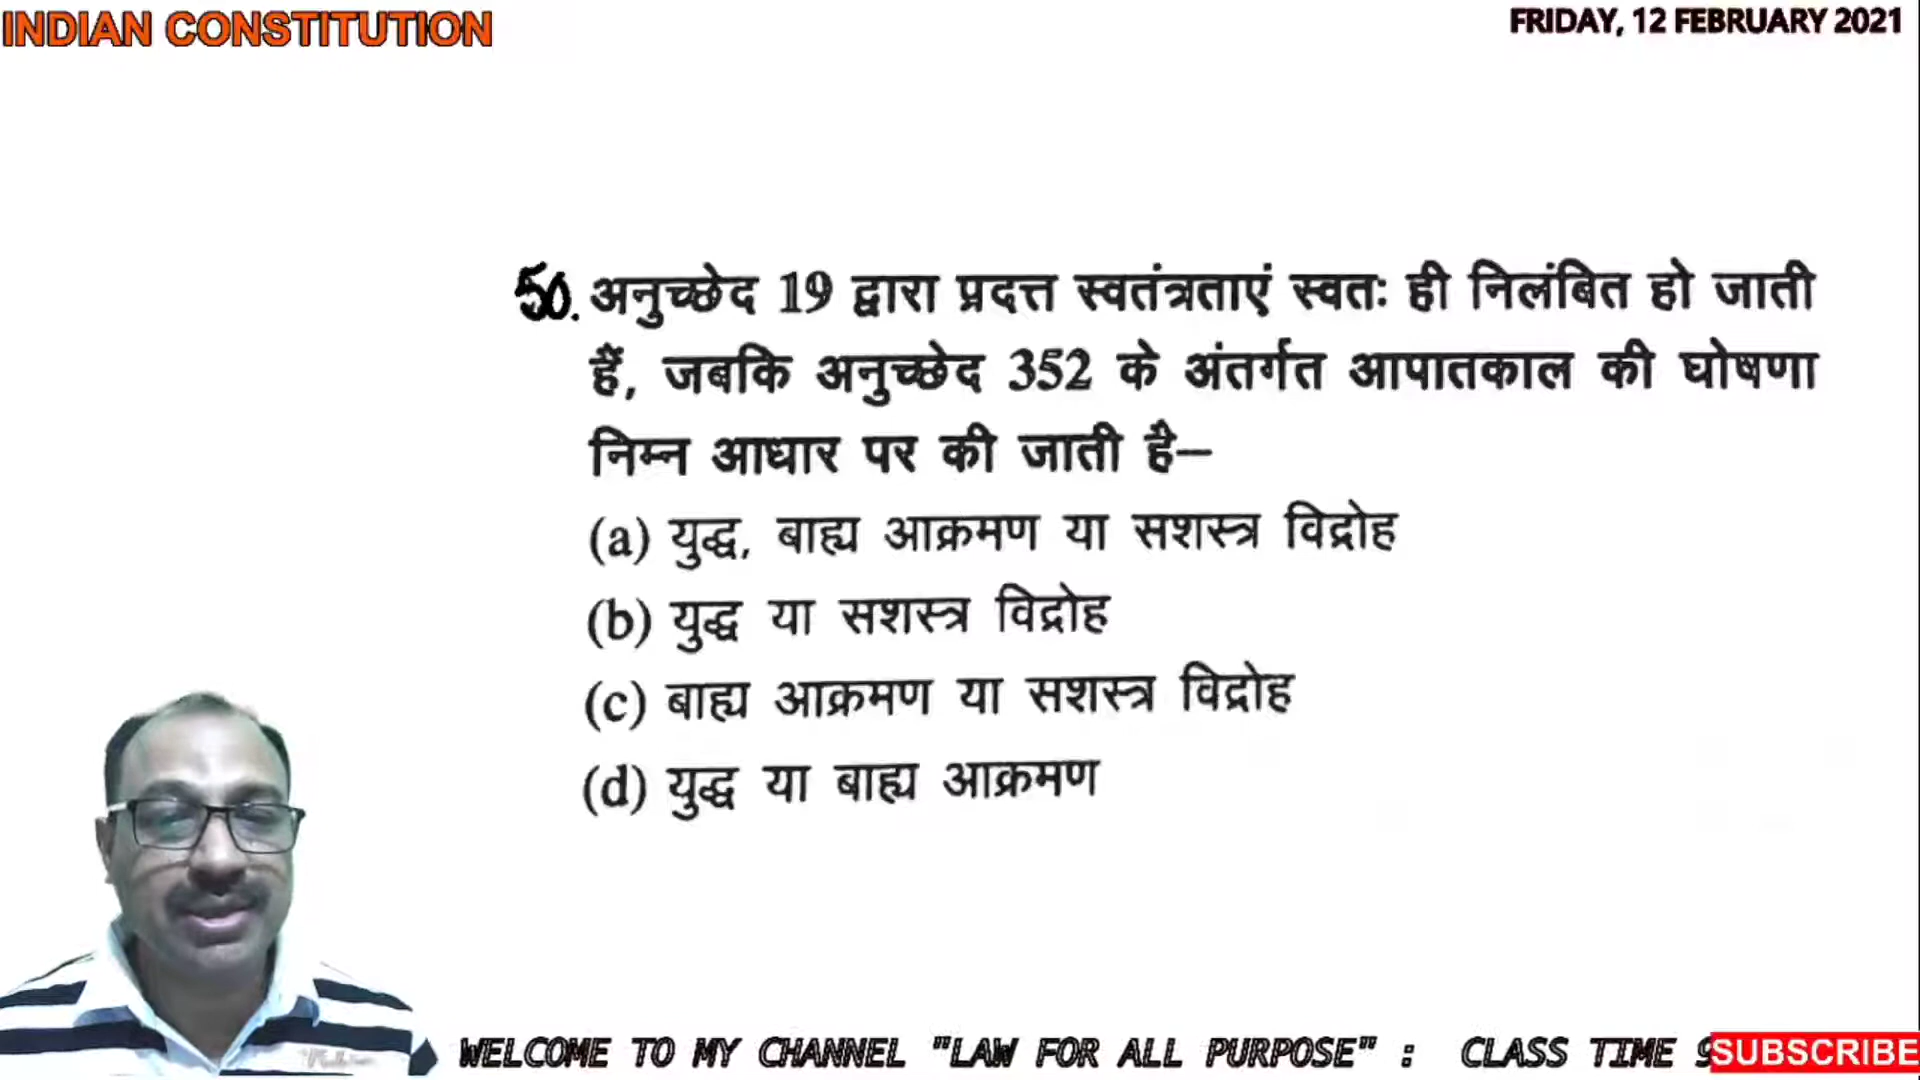 INDIAN CONSTITUTION
FRIDAY, 12 FEBRUARY 2021
50. अनुच्छेद 19 द्वारा प्रदत्त स्वतंत्रताएं स्वतः ही निलंबित हो जाती
हैं, जबकि अनुच्छेद 352 के अंतर्गत आपातकाल की घोषणा
निम्न आधार पर की जाती है–
(a) युद्ध, बाह्य आक्रमण या सशस्त्र विद्रोह
(b) युद्ध या सशस्त्र विद्रोह
(c) बाह्य आक्रमण या सशस्त्र विद्रोह
(d) युद्ध या बाह्य आक्रमण
WELCOME TO MY CHANNEL "LAW FOR ALL PURPOSE" : CLASS TIME 9
SUBSCRIBE